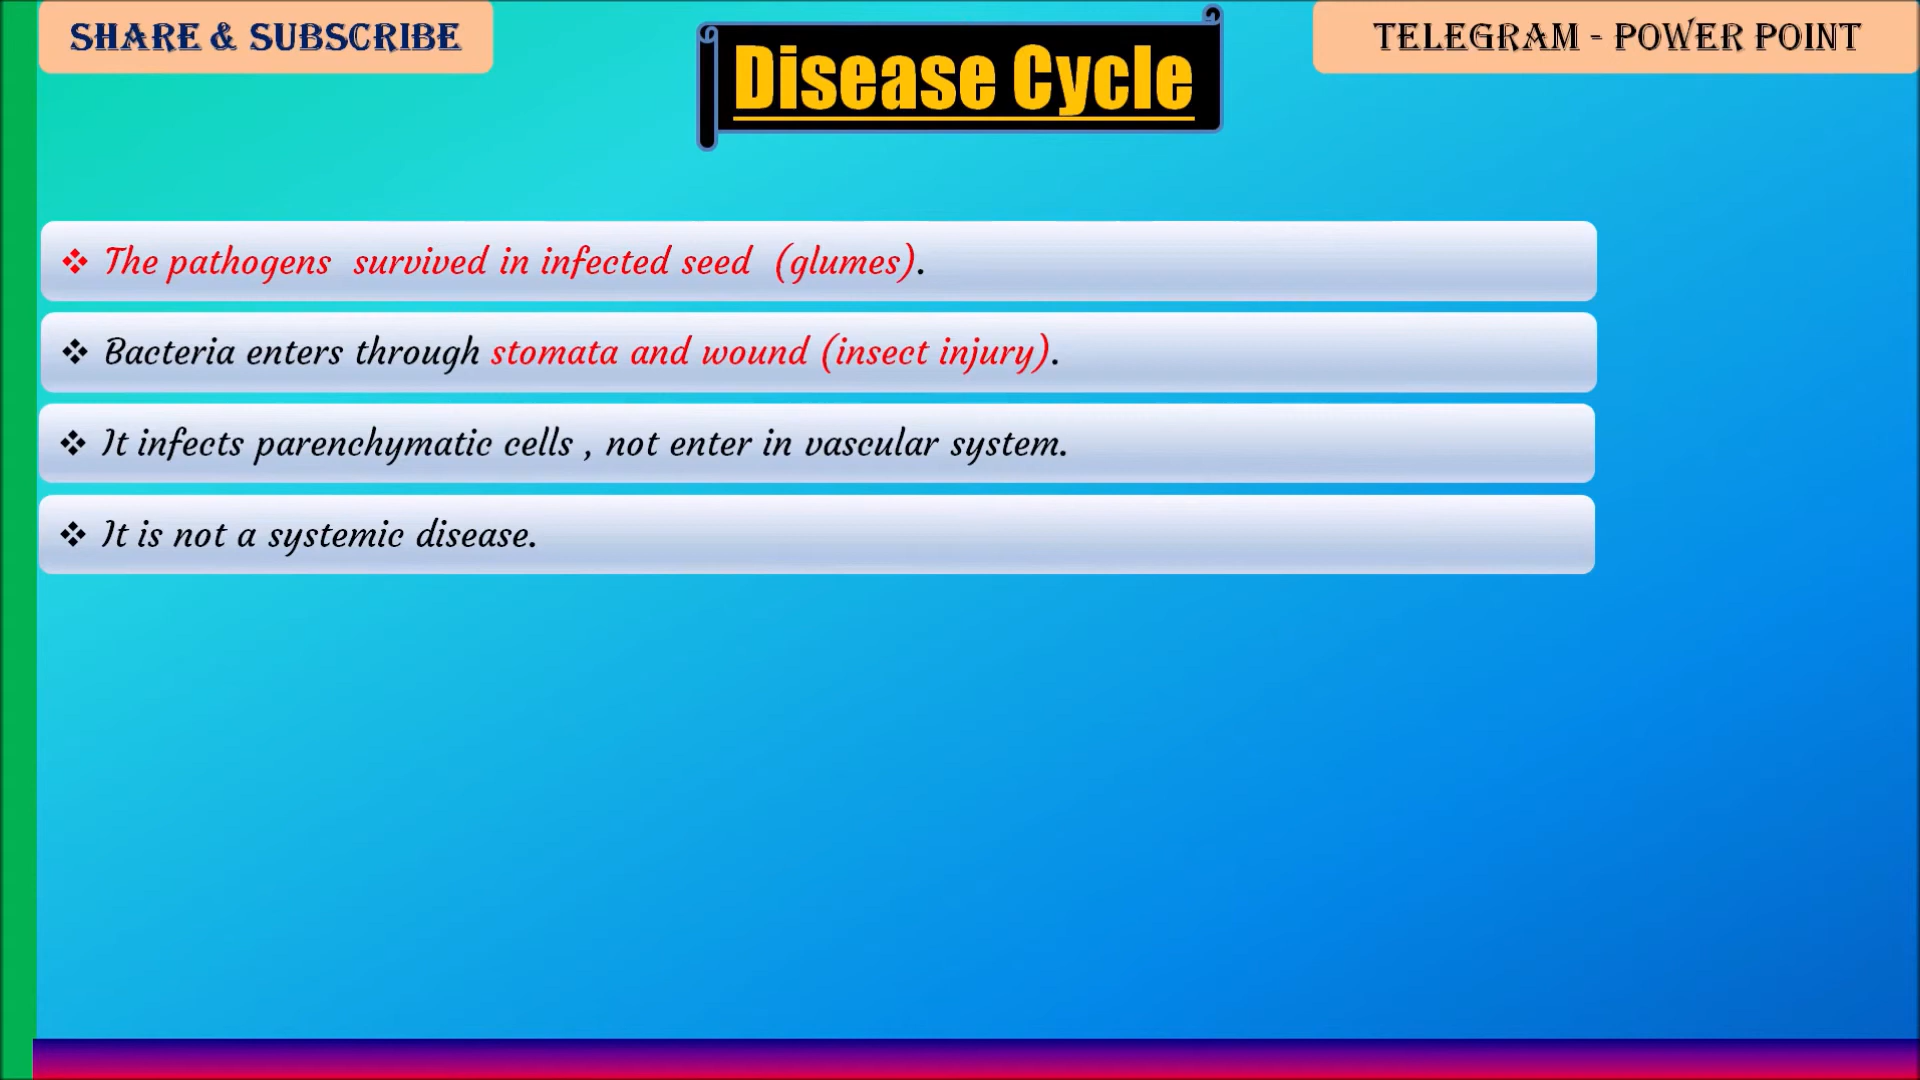 SHARE & SUBSCRIBE
Disease Cycle
TELEGRAM - POWER POINT
❖ The pathogens survived in infected seed (glumes).
❖ Bacteria enters through stomata and wound (insect injury).
❖ It infects parenchymatic cells , not enter in vascular system.
❖ It is not a systemic disease.